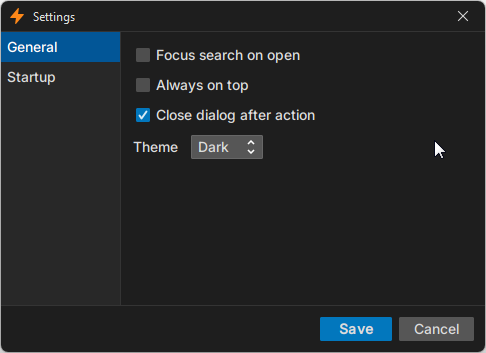 Settings
General
Startup
Focus search on open
Always on top
Close dialog after action
Theme Dark
Save Cancel